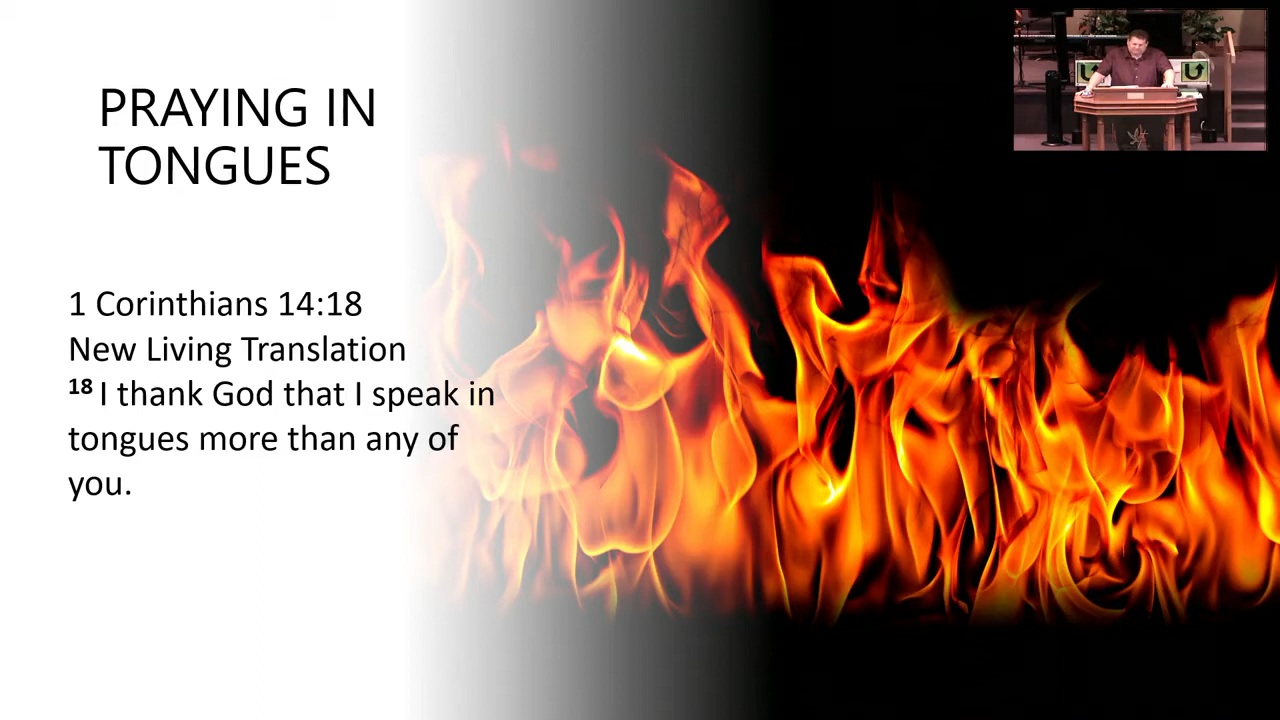 PRAYING IN
TONGUES
1 Corinthians 14:18
New Living Translation
18 I thank God that I speak in
tongues more than any of
you.